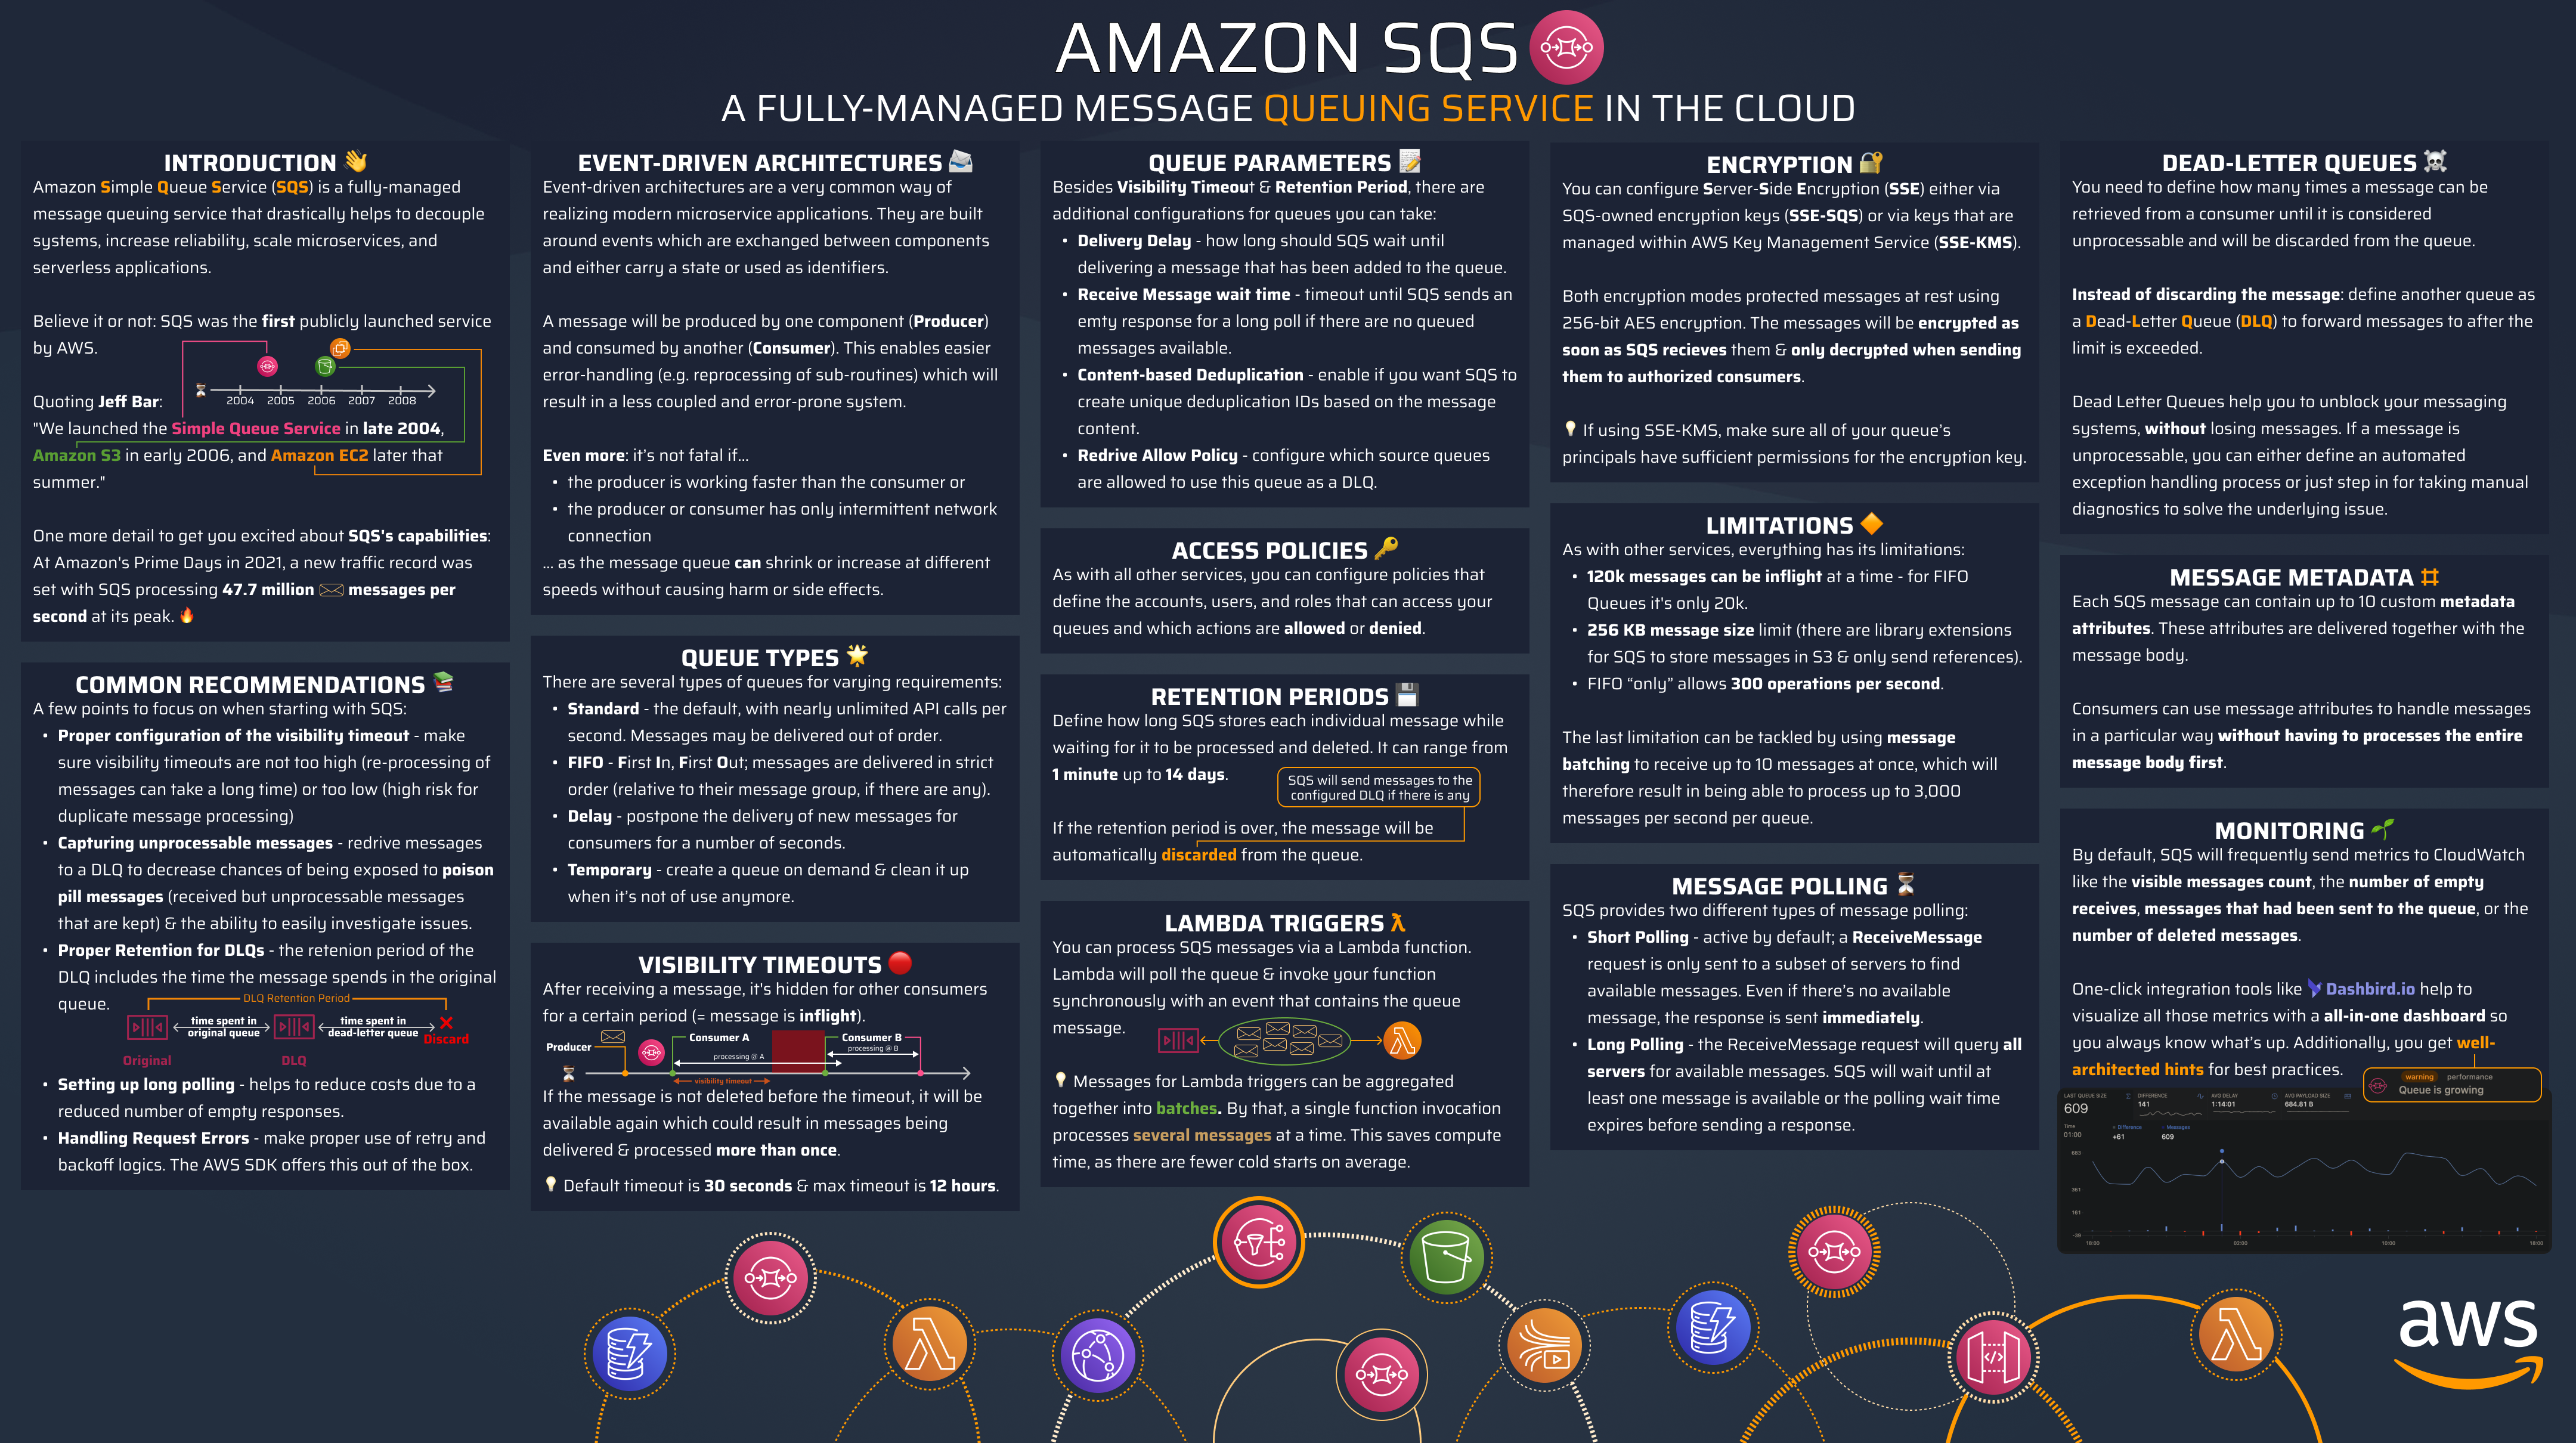 AMAZON SQS
A FULLY-MANAGED MESSAGE QUEUING SERVICE IN THE CLOUD
INTRODUCTION 👋
Amazon Simple Queue Service (SQS) is a fully-managed
message queuing service that drastically helps to decouple
systems, increase reliability, scale microservices, and
serverless applications.
Believe it or not: SQS was the first publicly launched service
by AWS.
2004 2005 2006 2007 2008
Quoting Jeff Bar:
"We launched the Simple Queue Service in late 2004,
Amazon S3 in early 2006, and Amazon EC2 later that
summer."
One more detail to get you excited about SQS's capabilities:
At Amazon's Prime Days in 2021, a new traffic record was
set with SQS processing 47.7 million messages per
second at its peak. 🔥
COMMON RECOMMENDATIONS 📚
A few points to focus on when starting with SQS:
• Proper configuration of the visibility timeout - make
sure visibility timeouts are not too high (re-processing of
messages can take a long time) or too low (high risk for
duplicate message processing)
• Capturing unprocessable messages - redrive messages
to a DLQ to decrease chances of being exposed to poison
pill messages (received but unprocessable messages
that are kept) & the ability to easily investigate issues.
• Proper Retention for DLQs - the retenion period of the
DLQ includes the time the message spends in the original
queue.
DLQ Retention Period
time spent in
original queue
time spent in
dead-letter queue
Discard
Original
DLQ
• Setting up long polling - helps to reduce costs due to a
reduced number of empty responses.
• Handling Request Errors - make proper use of retry and
backoff logics. The AWS SDK offers this out of the box.
EVENT-DRIVEN ARCHITECTURES 📨
Event-driven architectures are a very common way of
realizing modern microservice applications. They are built
around events which are exchanged between components
and either carry a state or used as identifiers.
A message will be produced by one component (Producer)
and consumed by another (Consumer). This enables easier
error-handling (e.g. reprocessing of sub-routines) which will
result in a less coupled and error-prone system.
Even more: it's not fatal if...
• the producer is working faster than the consumer or
• the producer or consumer has only intermittent network
connection
... as the message queue can shrink or increase at different
speeds without causing harm or side effects.
QUEUE TYPES 🌟
There are several types of queues for varying requirements:
• Standard - the default, with nearly unlimited API calls per
second. Messages may be delivered out of order.
• FIFO - First In, First Out; messages are delivered in strict
order (relative to their message group, if there are any).
• Delay - postpone the delivery of new messages for
consumers for a number of seconds.
• Temporary - create a queue on demand & clean it up
when it's not of use anymore.
VISIBILITY TIMEOUTS 🔴
After receiving a message, it's hidden for other consumers
for a certain period (= message is inflight).
Producer
Consumer A
processing @ A
Consumer B
processing @ B
visibility timeout
If the message is not deleted before the timeout, it will be
available again which could result in messages being
delivered & processed more than once.
💡 Default timeout is 30 seconds & max timeout is 12 hours.
QUEUE PARAMETERS 📝
Besides Visibility Timeout & Retention Period, there are
additional configurations for queues you can take:
• Delivery Delay - how long should SQS wait until
delivering a message that has been added to the queue.
• Receive Message wait time - timeout until SQS sends an
emty response for a long poll if there are no queued
messages available.
• Content-based Deduplication - enable if you want SQS to
create unique deduplication IDs based on the message
content.
• Redrive Allow Policy - configure which source queues
are allowed to use this queue as a DLQ.
ACCESS POLICIES 🔑
As with all other services, you can configure policies that
define the accounts, users, and roles that can access your
queues and which actions are allowed or denied.
RETENTION PERIODS 💾
Define how long SQS stores each individual message while
waiting for it to be processed and deleted. It can range from
1 minute up to 14 days.
SQS will send messages to the
configured DLQ if there is any
If the retention period is over, the message will be
automatically discarded from the queue.
LAMBDA TRIGGERS λ
You can process SQS messages via a Lambda function.
Lambda will poll the queue & invoke your function
synchronously with an event that contains the queue
message.
💡 Messages for Lambda triggers can be aggregated
together into batches. By that, a single function invocation
processes several messages at a time. This saves compute
time, as there are fewer cold starts on average.
ENCRYPTION 🔐
You can configure Server-Side Encryption (SSE) either via
SQS-owned encryption keys (SSE-SQS) or via keys that are
managed within AWS Key Management Service (SSE-KMS).
Both encryption modes protected messages at rest using
256-bit AES encryption. The messages will be encrypted as
soon as SQS recieves them & only decrypted when sending
them to authorized consumers.
💡 If using SSE-KMS, make sure all of your queue's
principals have sufficient permissions for the encryption key.
LIMITATIONS 🔶
As with other services, everything has its limitations:
• 120k messages can be inflight at a time - for FIFO
Queues it's only 20k.
• 256 KB message size limit (there are library extensions
for SQS to store messages in S3 & only send references).
• FIFO “only” allows 300 operations per second.
The last limitation can be tackled by using message
batching to receive up to 10 messages at once, which will
therefore result in being able to process up to 3,000
messages per second per queue.
MESSAGE POLLING ⏳
SQS provides two different types of message polling:
• Short Polling - active by default; a ReceiveMessage
request is only sent to a subset of servers to find
available messages. Even if there's no available
message, the response is sent immediately.
• Long Polling - the ReceiveMessage request will query all
servers for available messages. SQS will wait until at
least one message is available or the polling wait time
expires before sending a response.
DEAD-LETTER QUEUES ☠️
You need to define how many times a message can be
retrieved from a consumer until it is considered
unprocessable and will be discarded from the queue.
Instead of discarding the message: define another queue as
a Dead-Letter Queue (DLQ) to forward messages to after the
limit is exceeded.
Dead Letter Queues help you to unblock your messaging
systems, without losing messages. If a message is
unprocessable, you can either define an automated
exception handling process or just step in for taking manual
diagnostics to solve the underlying issue.
MESSAGE METADATA
Each SQS message can contain up to 10 custom metadata
attributes. These attributes are delivered together with the
message body.
Consumers can use message attributes to handle messages
in a particular way without having to processes the entire
message body first.
MONITORING 🌱
By default, SQS will frequently send metrics to CloudWatch
like the visible messages count, the number of empty
receives, messages that had been sent to the queue, or the
number of deleted messages.
One-click integration tools like Dashbird.io help to
visualize all those metrics with a all-in-one dashboard so
you always know what's up. Additionally, you get well-
architected hints for best practices.
warning performance
Queue is growing
LAST QUEUE SIZE DIFFERENCE AVG DELAY AVG PAYLOAD SIZE
609 141 1:14:01 684.81 B
Time Difference Messages
01:00 +61 609
683
361
161
-39
18:00 02:00 10:00 18:00
aws